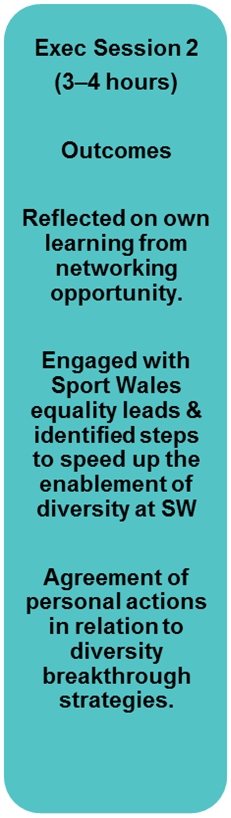 Exec Session 2
(3–4 hours)
Outcomes
Reflected on own
learning from
networking
opportunity.
Engaged with
Sport Wales
equality leads &
identified steps
to speed up the
enablement of
diversity at SW
Agreement of
personal actions
in relation to
diversity
breakthrough
strategies.